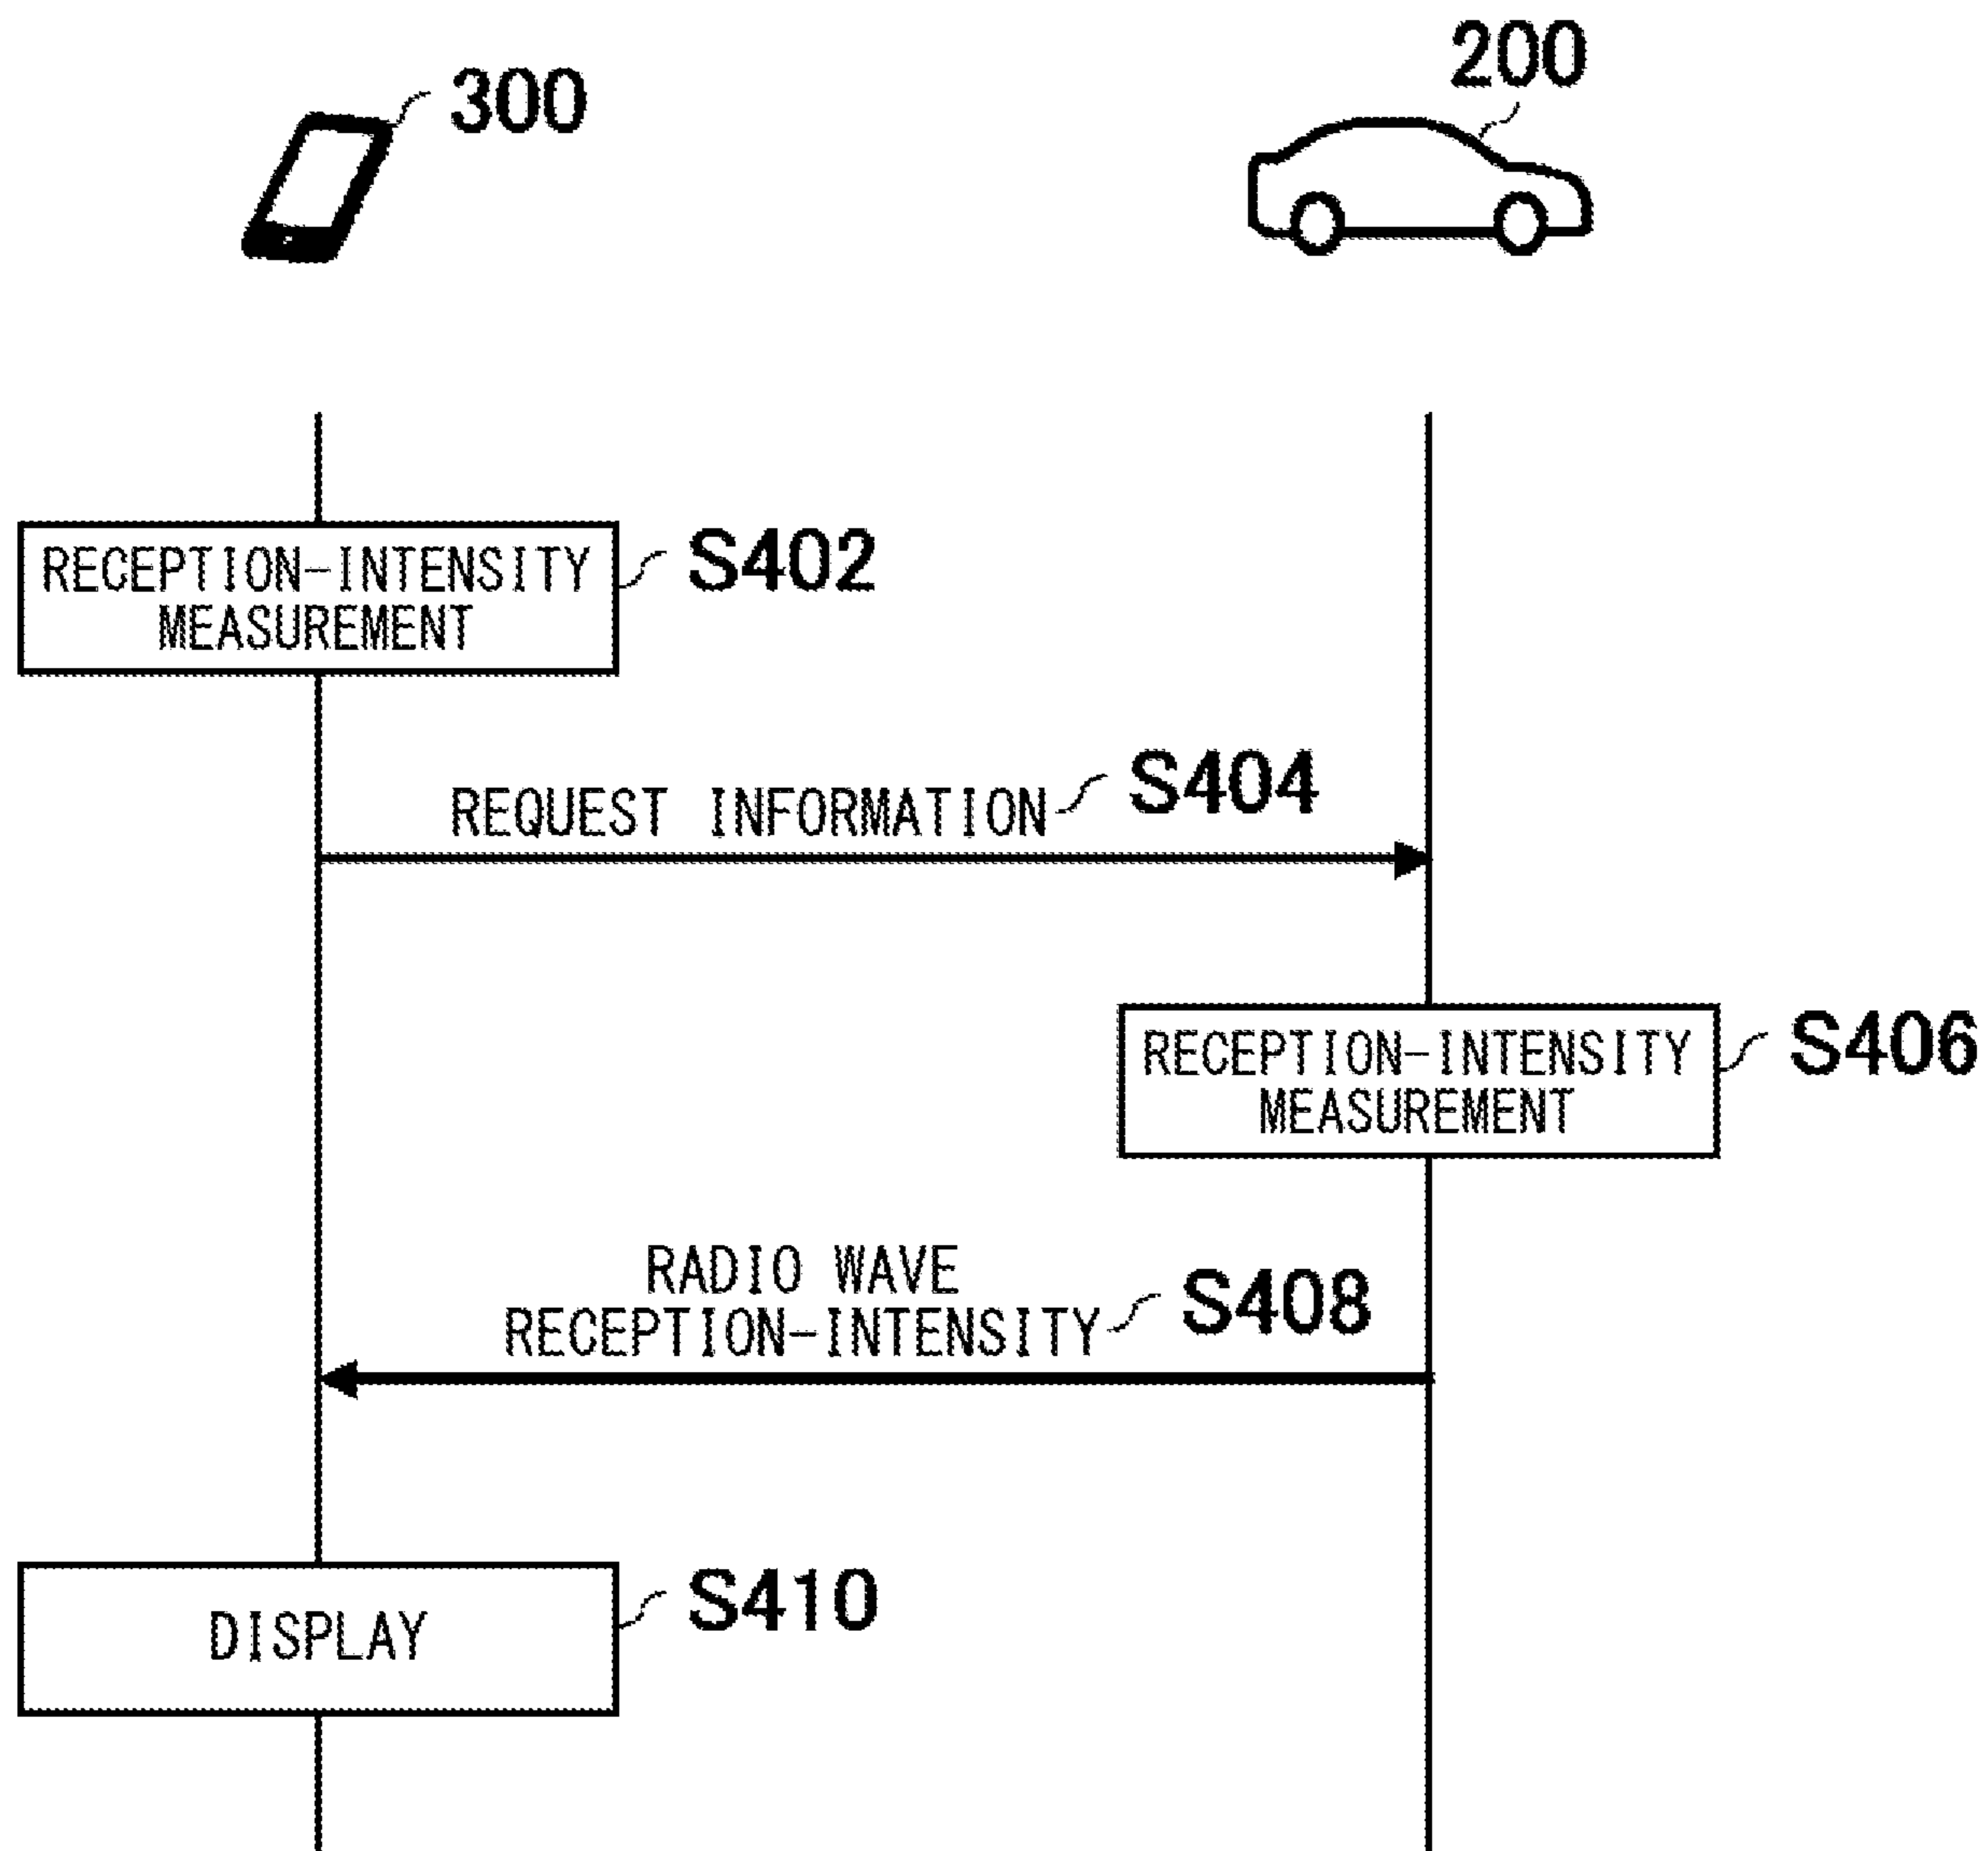 300
200
RECEPTION-INTENSITY
MEASUREMENT
S402
REQUEST INFORMATION
S404
RECEPTION-INTENSITY
MEASUREMENT
S406
RADIO WAVE
RECEPTION-INTENSITY
S408
DISPLAY
S410